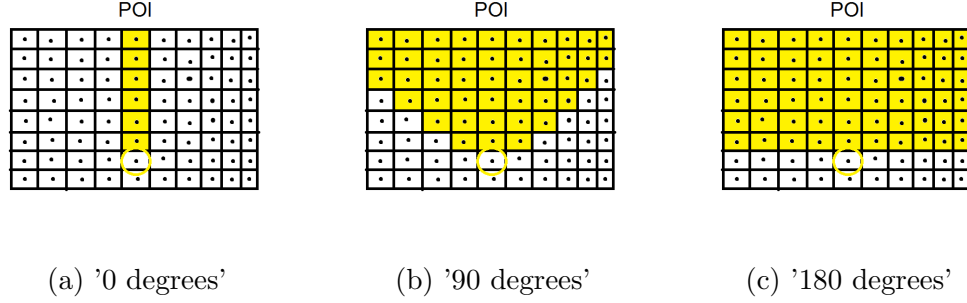 POI
POI
POI
(a) '0 degrees'
(b) '90 degrees'
(c) '180 degrees'